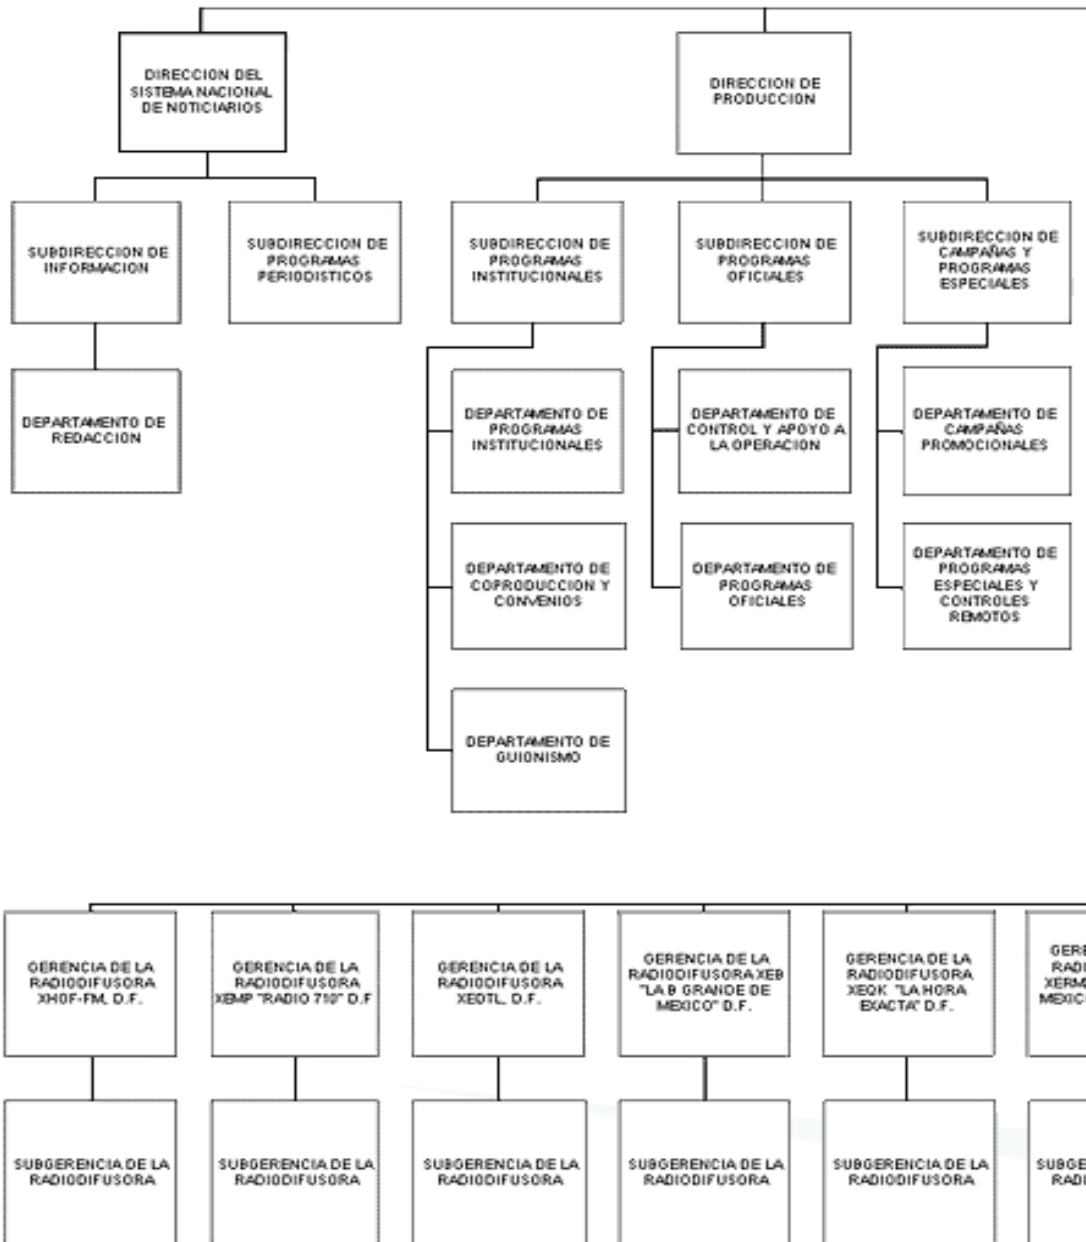 DIRECCION DEL
SISTEMA NACIONAL
DE NOTICIARIOS
DIRECCION DE
PRODUCCION
SUBDIRECCION DE
INFORMACION
SUBDIRECCION DE
PROGRAMAS
PERIODISTICOS
SUBDIRECCION DE
PROGRAMAS
INSTITUCIONALES
SUBDIRECCION DE
PROGRAMAS
OFICIALES
SUBDIRECCION DE
CAMPAÑAS Y
PROGRAMAS
ESPECIALES
DEPARTAMENTO DE
REDACCION
DEPARTAMENTO DE
PROGRAMAS
INSTITUCIONALES
DEPARTAMENTO DE
CONTROL Y APOYO A
LA OPERACION
DEPARTAMENTO DE
CAMPAÑAS
PROMOCIONALES
DEPARTAMENTO DE
COPRODUCCION Y
CONVENIOS
DEPARTAMENTO DE
PROGRAMAS
OFICIALES
DEPARTAMENTO DE
PROGRAMAS
ESPECIALES Y
CONTROLES
REMOTOS
DEPARTAMENTO DE
GUIONISMO
GERENCIA DE LA
RADIODIFUSORA
XHOF-FM, D.F.
GERENCIA DE LA
RADIODIFUSORA
XEMP "RADIO 710" D.F
GERENCIA DE LA
RADIODIFUSORA
XEDTL, D.F.
GERENCIA DE LA
RADIODIFUSORA XEB
"LA B GRANDE DE
MEXICO" D.F.
GERENCIA DE LA
RADIODIFUSORA
XEQK "LA HORA
EXACTA" D.F.
GERE
RADI
XERM
MEXIC
SUBGERENCIA DE LA
RADIODIFUSORA
SUBGERENCIA DE LA
RADIODIFUSORA
SUBGERENCIA DE LA
RADIODIFUSORA
SUBGERENCIA DE LA
RADIODIFUSORA
SUBGERENCIA DE LA
RADIODIFUSORA
SUBGE
RADI